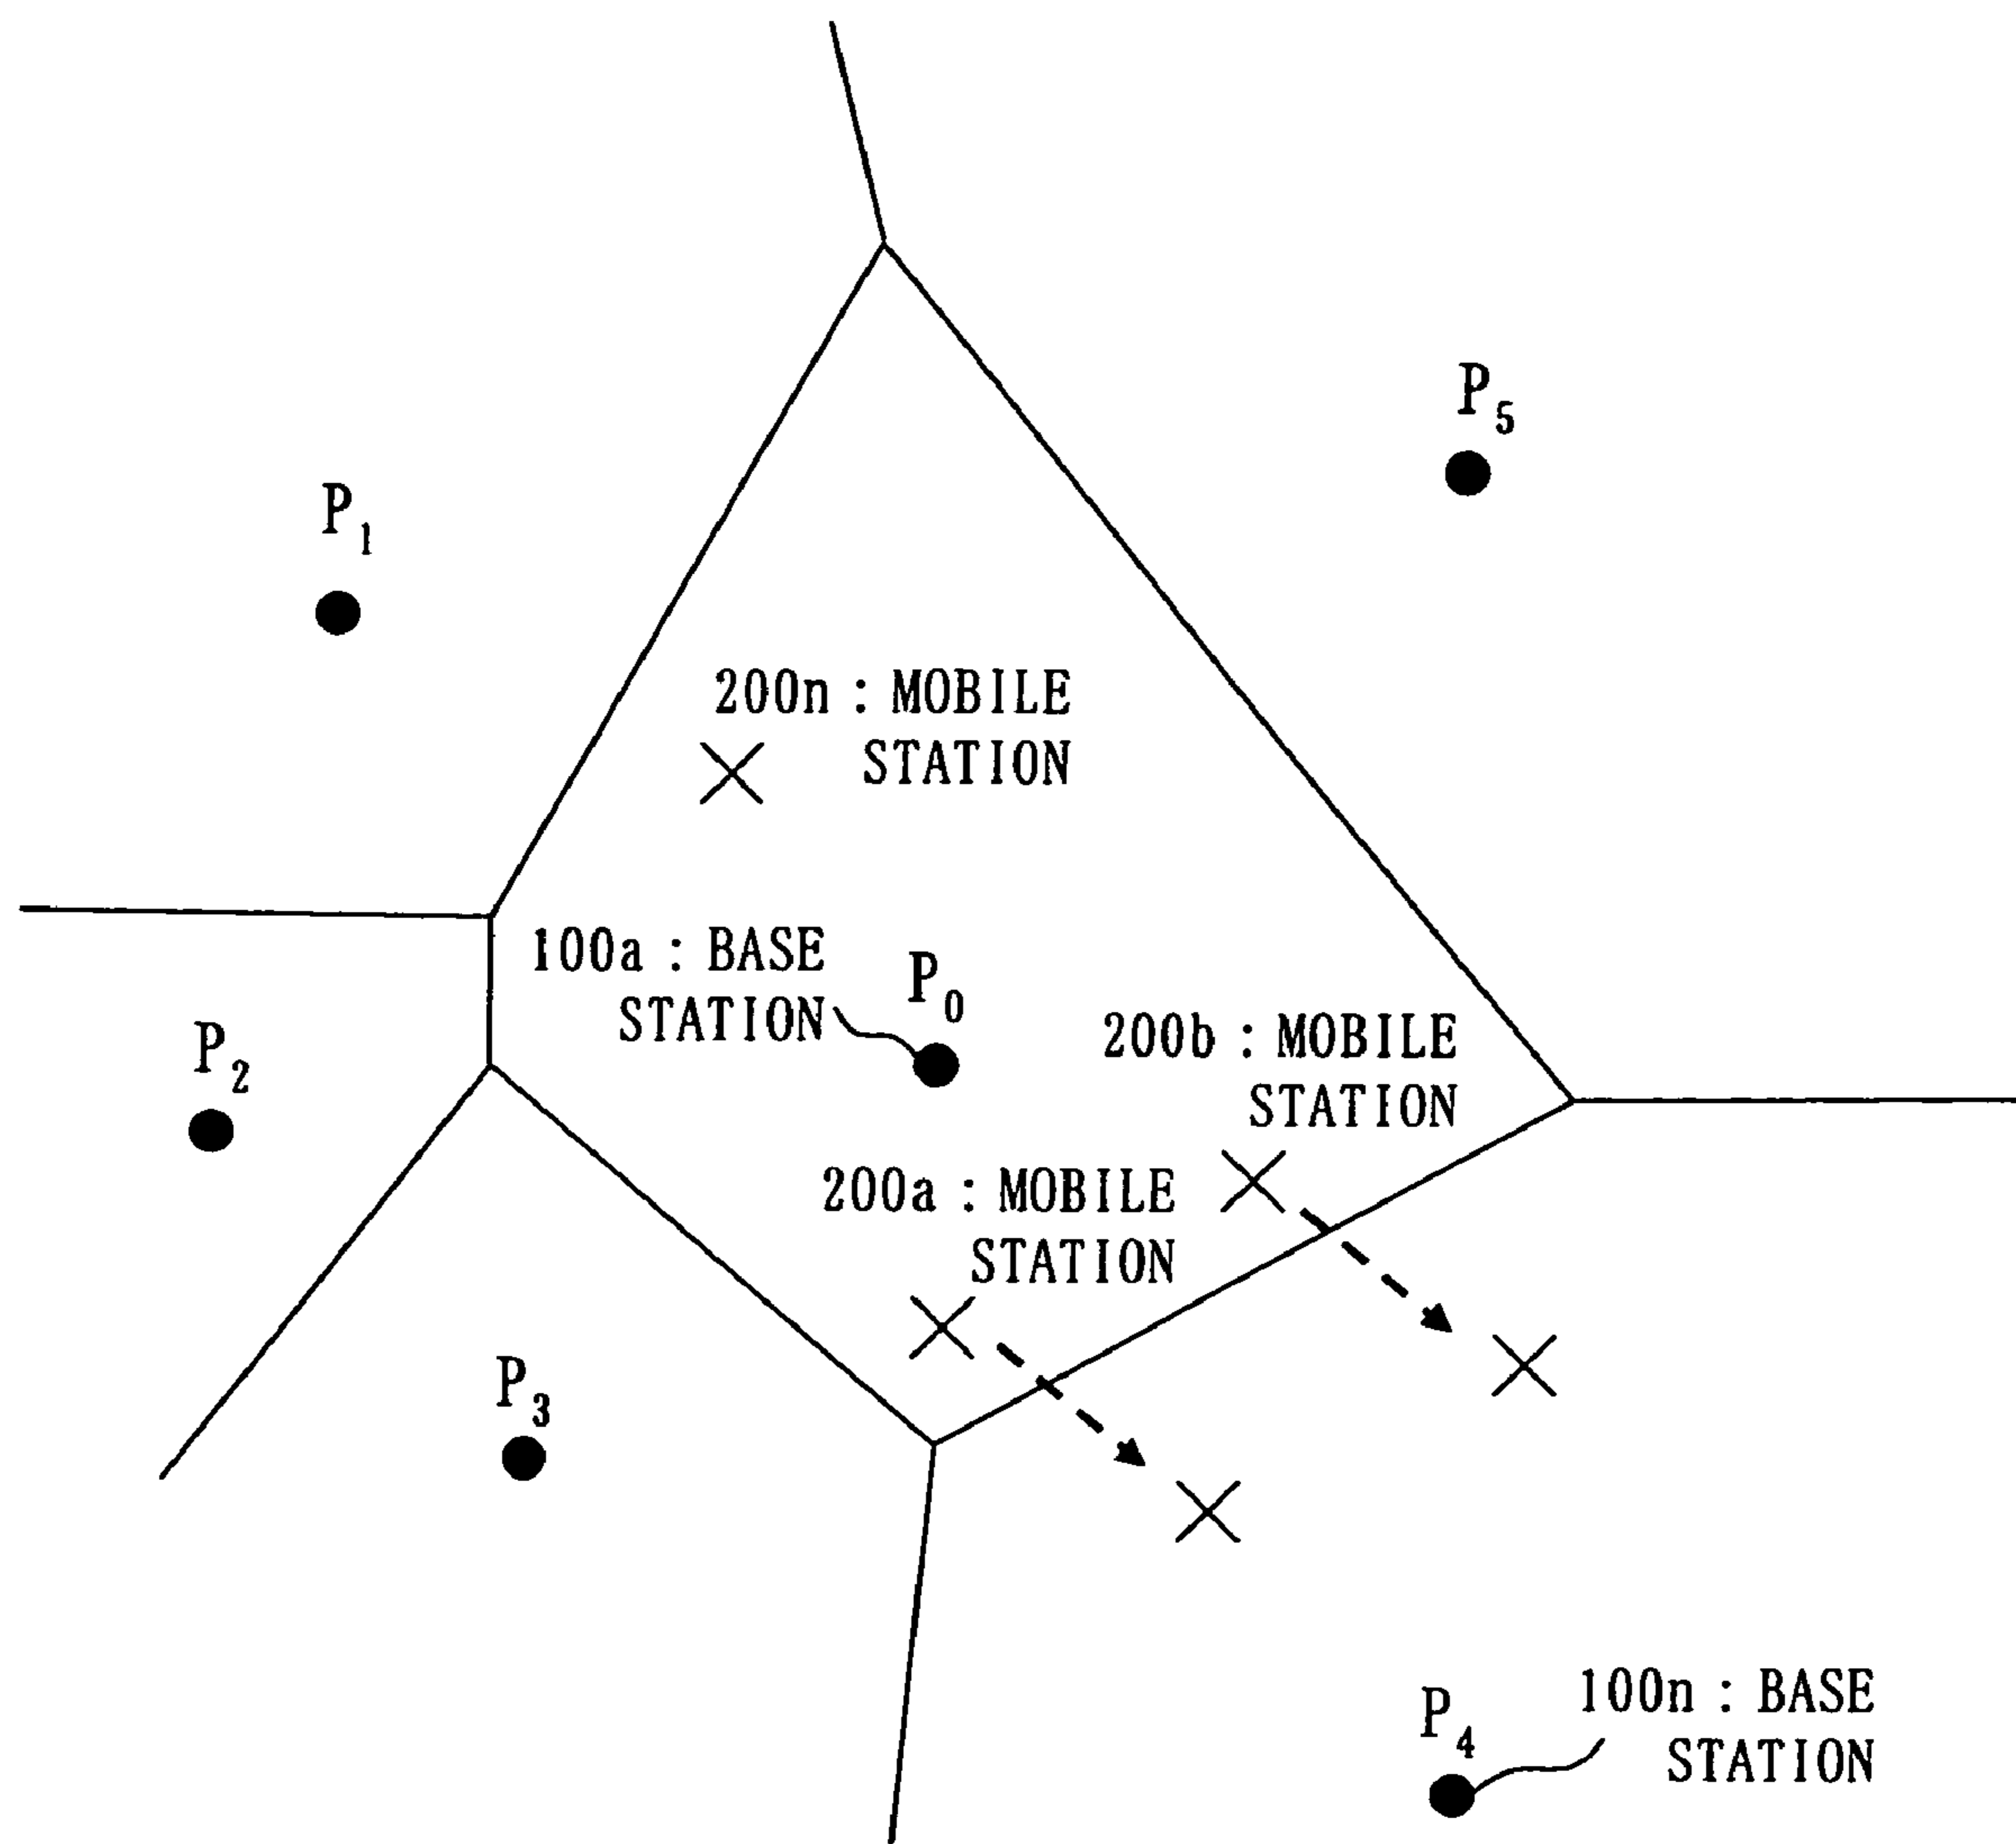 P5
P1
200n : MOBILE
STATION
100a : BASE
STATION
P0
P2
200b : MOBILE
STATION
200a : MOBILE
STATION
P3
100n : BASE
STATION
P4